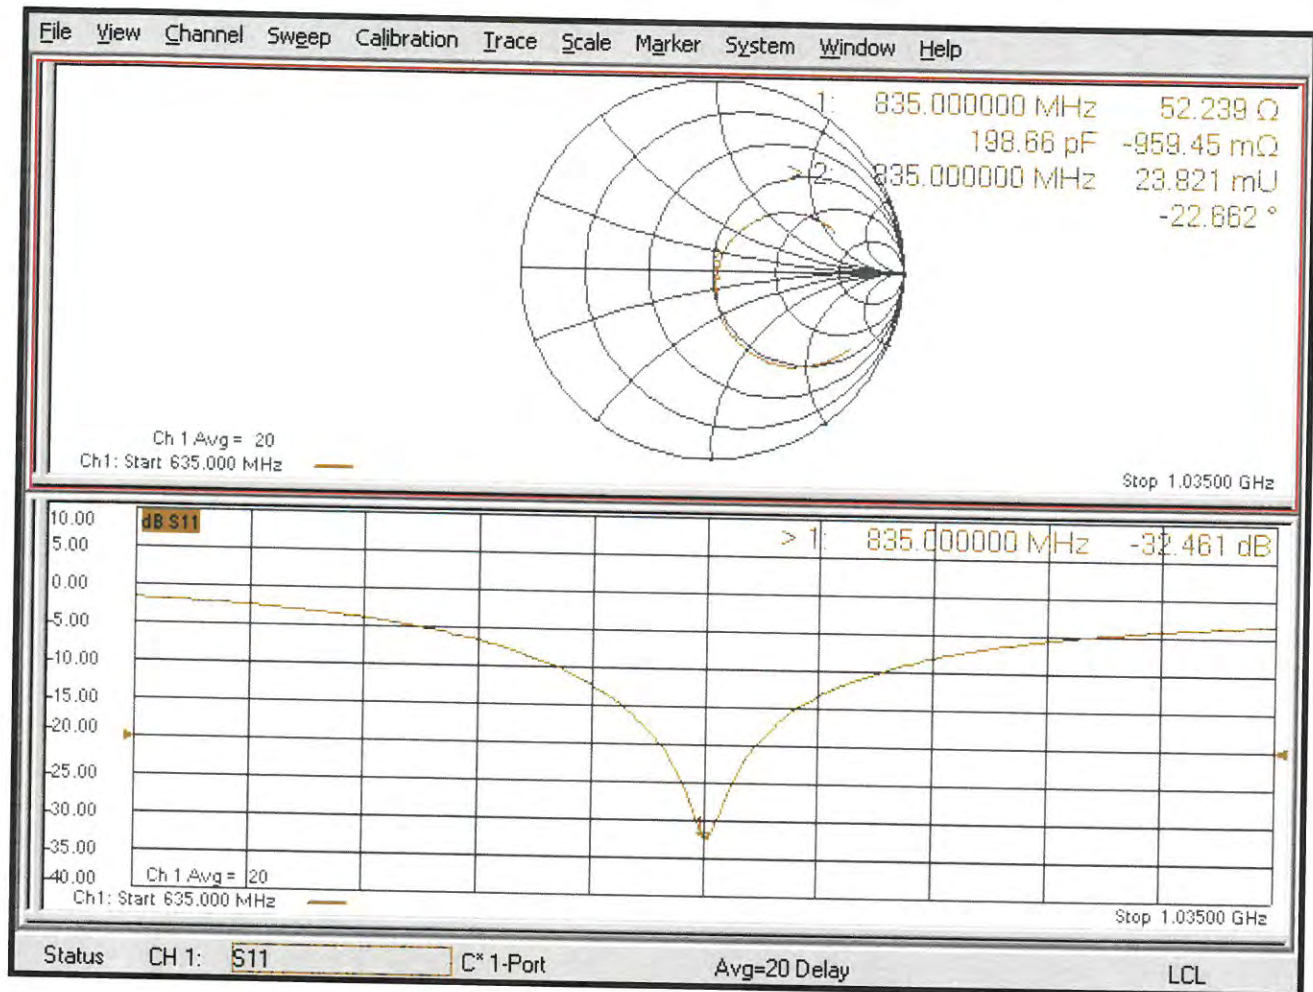 File View Channel Sweep Calibration Trace Scale Marker System Window Help
1: 835.000000 MHz 52.239 Ω
198.66 pF -959.45 mΩ
> 2: 835.000000 MHz 23.821 mU
-22.662 °
Ch 1 Avg = 20
Ch1: Start 635.000 MHz
Stop 1.03500 GHz
10.00
dB S11
> 1: 835.000000 MHz -32.461 dB
5.00
0.00
-5.00
-10.00
-15.00
-20.00
-25.00
-30.00
-35.00
-40.00
Ch 1 Avg = 20
Ch1: Start 635.000 MHz
Stop 1.03500 GHz
Status CH 1: S11 C* 1-Port Avg=20 Delay LCL